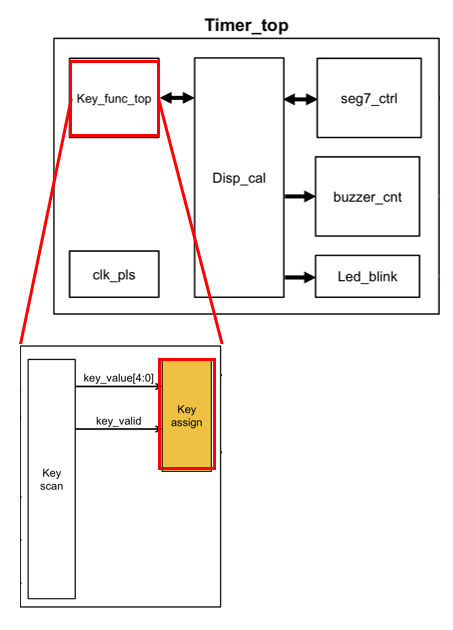 Timer_top
Key_func_top
seg7_ctrl
Disp_cal
buzzer_cnt
clk_pls
Led_blink
key_value[4:0]
Key
assign
key_valid
Key
scan